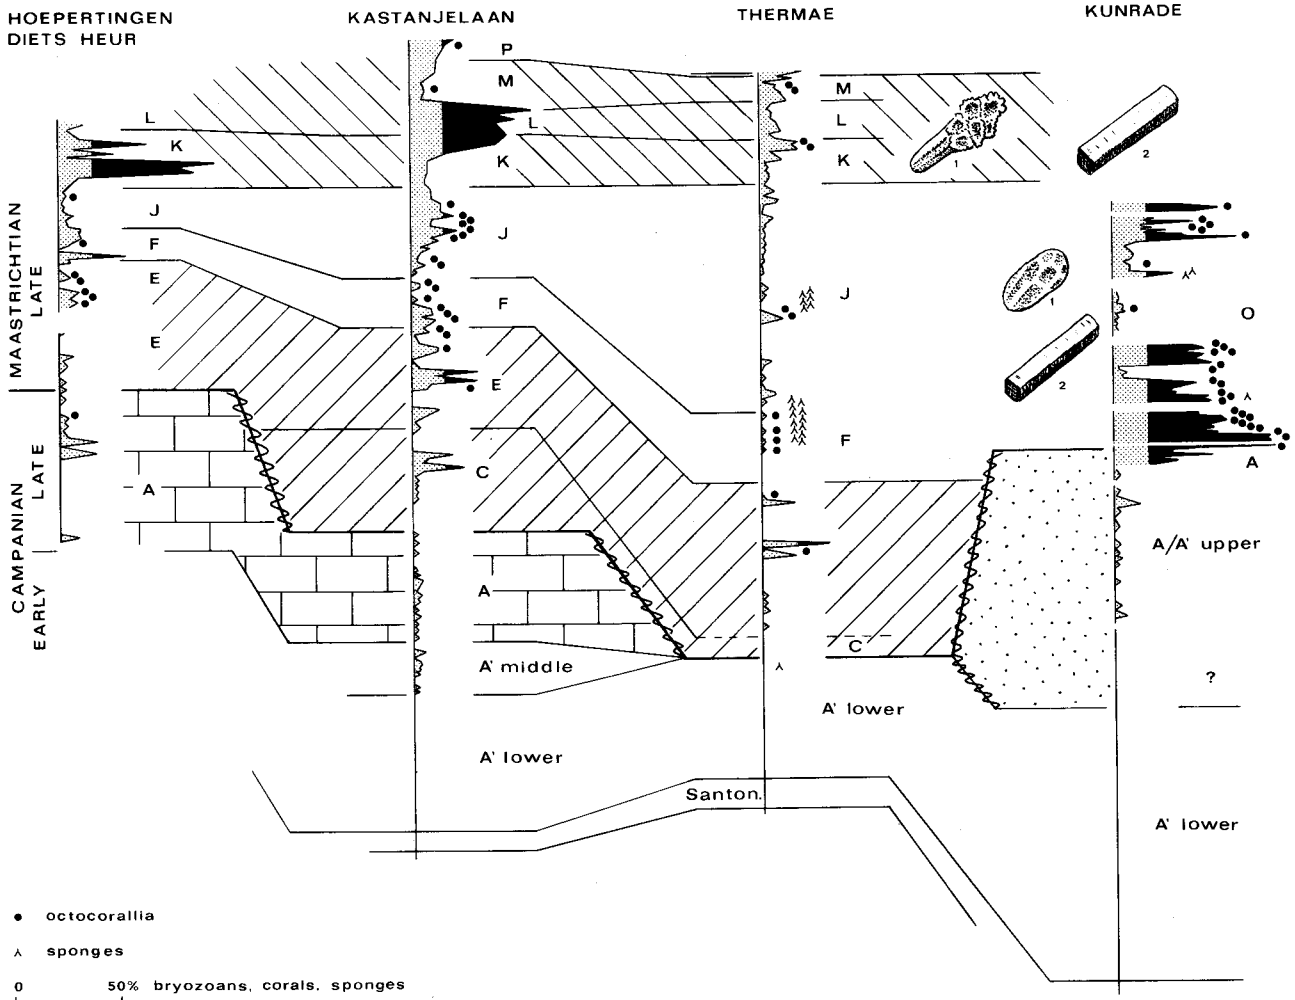 HOEPERTINGEN
DIETS HEUR
KASTANJELAAN
THERMAE
KUNRADE
MAASTRICHTIAN
LATE
CAMPANIAN
LATE
EARLY
L
K
J
F
E
E
A
P
M
L
K
J
F
E
C
A
A' middle
A' lower
M
L
K
J
F
C
A' lower
Santon.
1
2
1
2
O
A
A/A' upper
?
A' lower
octocorallia
sponges
0 50% bryozoans, corals, sponges